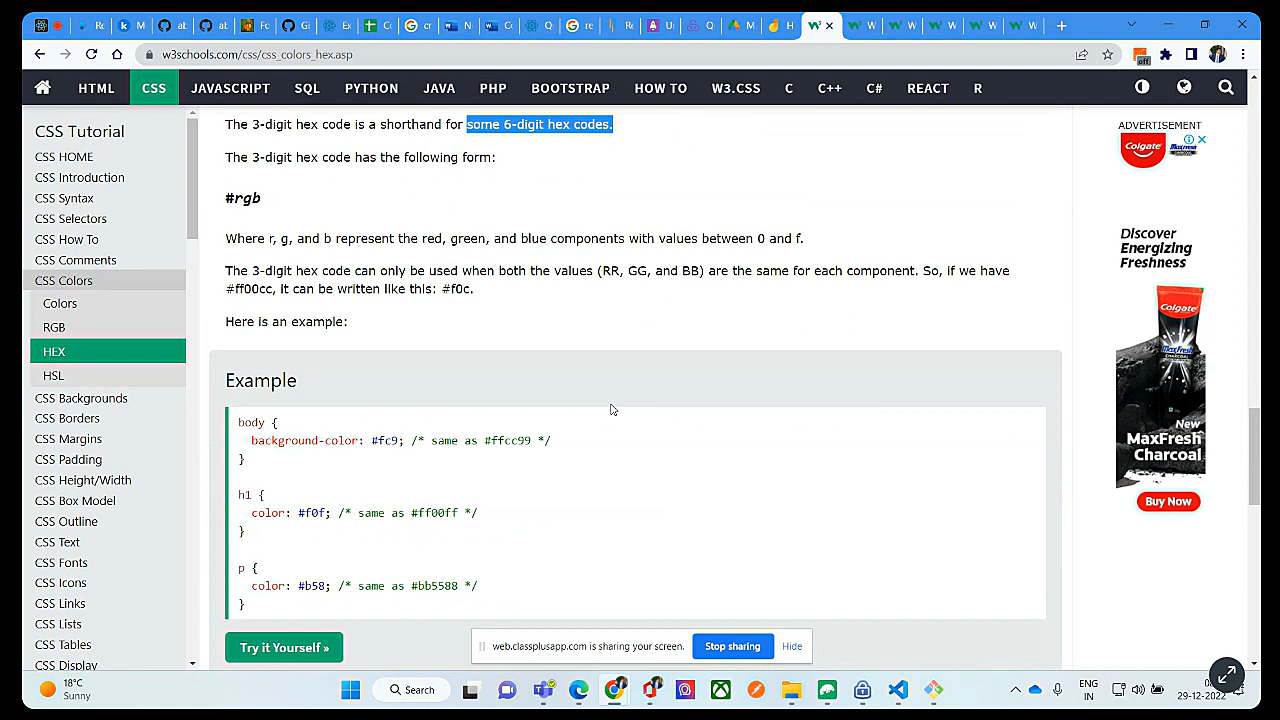 w3schools.com/css/css_colors_hex.asp
off
HTML CSS JAVASCRIPT SQL PYTHON JAVA PHP BOOTSTRAP HOW TO W3.CSS C C++ C# REACT R
CSS Tutorial
CSS HOME
CSS Introduction
CSS Syntax
CSS Selectors
CSS How To
CSS Comments
CSS Colors
Colors
RGB
HEX
HSL
CSS Backgrounds
CSS Borders
CSS Margins
CSS Padding
CSS Height/Width
CSS Box Model
CSS Outline
CSS Text
CSS Fonts
CSS Icons
CSS Links
CSS Lists
CSS Tables
CSS Display
The 3-digit hex code is a shorthand for some 6-digit hex codes.
The 3-digit hex code has the following form:
#rgb
Where r, g, and b represent the red, green, and blue components with values between 0 and f.
The 3-digit hex code can only be used when both the values (RR, GG, and BB) are the same for each component. So, if we have
#ff00cc, it can be written like this: #f0c.
Here is an example:
Example
body {
background-color: #fc9; /* same as #ffcc99 */
}
h1 {
color: #f0f; /* same as #ff00ff */
}
p {
color: #b58; /* same as #bb5588 */
}
Try it Yourself »
ADVERTISEMENT
Colgate
MaxFresh
Discover
Energizing
Freshness
Colgate
MaxFresh
New
MaxFresh
Charcoal
Buy Now
web.classplusapp.com is sharing your screen.
Stop sharing
Hide
18°C
Sunny
Search
ENG
IN
29-12-2022